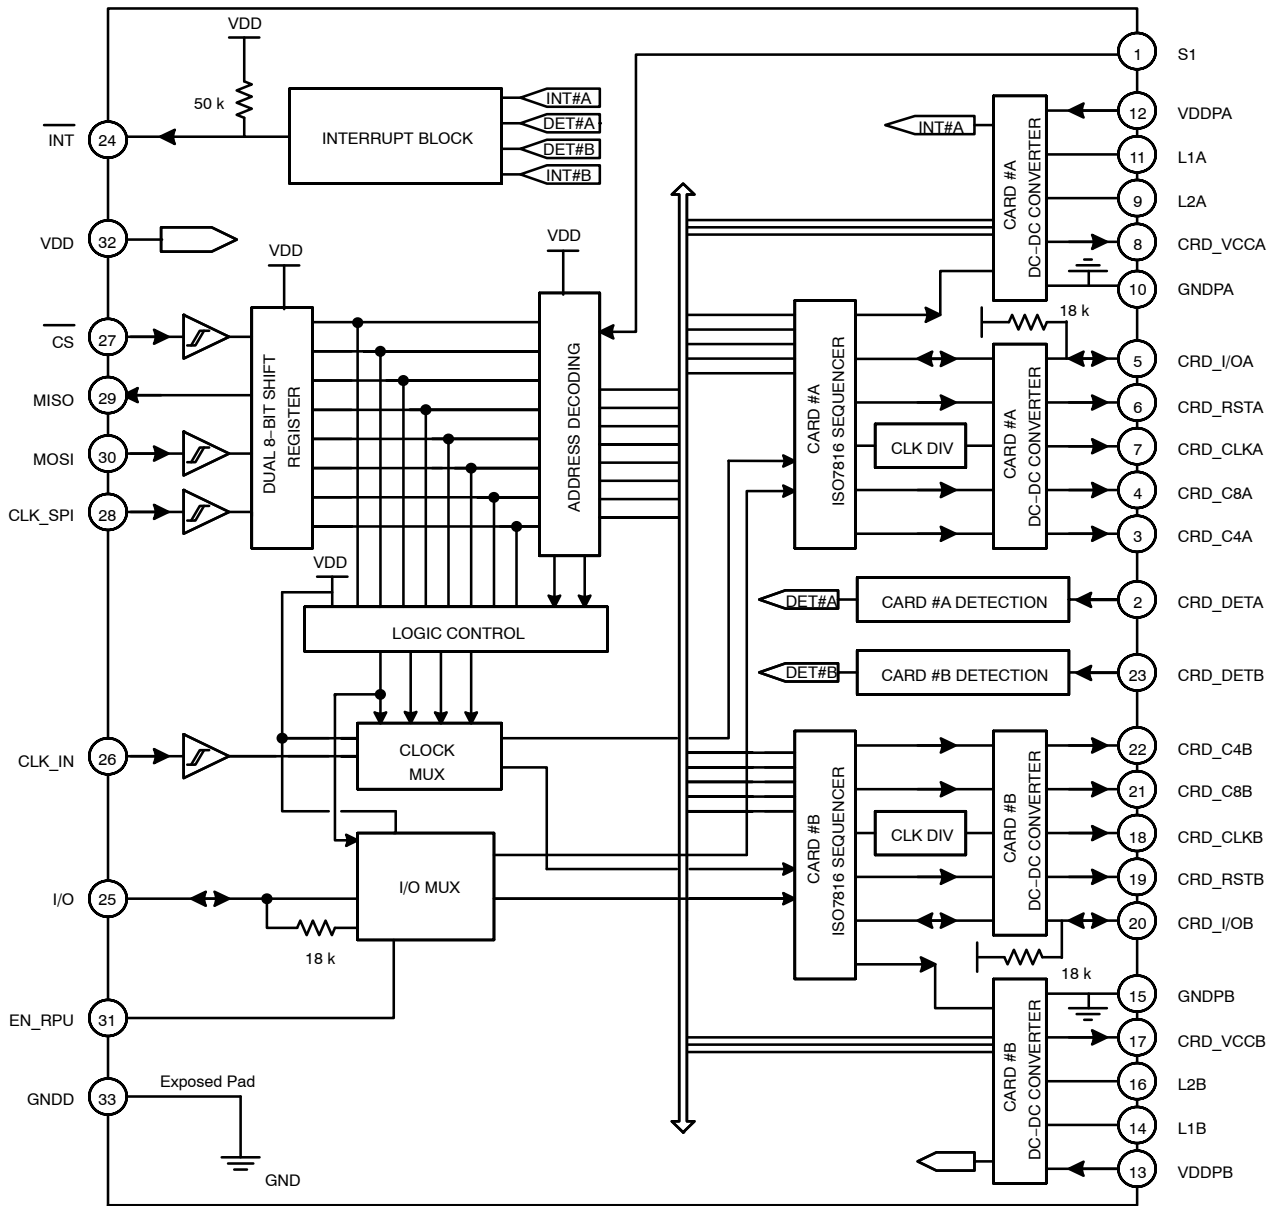 VDD
50 k
INT
24
INTERRUPT BLOCK
INT#A
DET#A
DET#B
INT#B
VDD
32
VDD
VDD
CS
27
MISO
29
MOSI
30
CLK_SPI
28
DUAL 8-BIT SHIFT
REGISTER
ADDRESS DECODING
VDD
LOGIC CONTROL
CLK_IN
26
CLOCK
MUX
I/O
25
18 k
I/O MUX
EN_RPU
31
GNDD
33
Exposed Pad
GND
1
S1
INT#A
CARD #A
DC-DC CONVERTER
12
VDDPA
11
L1A
9
L2A
8
CRD_VCCA
10
GNDPA
18 k
CARD #A
ISO7816 SEQUENCER
CLK DIV
CARD #A
DC-DC CONVERTER
5
CRD_I/OA
6
CRD_RSTA
7
CRD_CLKA
4
CRD_C8A
3
CRD_C4A
DET#A
CARD #A DETECTION
2
CRD_DETA
DET#B
CARD #B DETECTION
23
CRD_DETB
CARD #B
ISO7816 SEQUENCER
CLK DIV
CARD #B
DC-DC CONVERTER
22
CRD_C4B
21
CRD_C8B
18
CRD_CLKB
19
CRD_RSTB
20
CRD_I/OB
18 k
CARD #B
DC-DC CONVERTER
15
GNDPB
17
CRD_VCCB
16
L2B
14
L1B
13
VDDPB